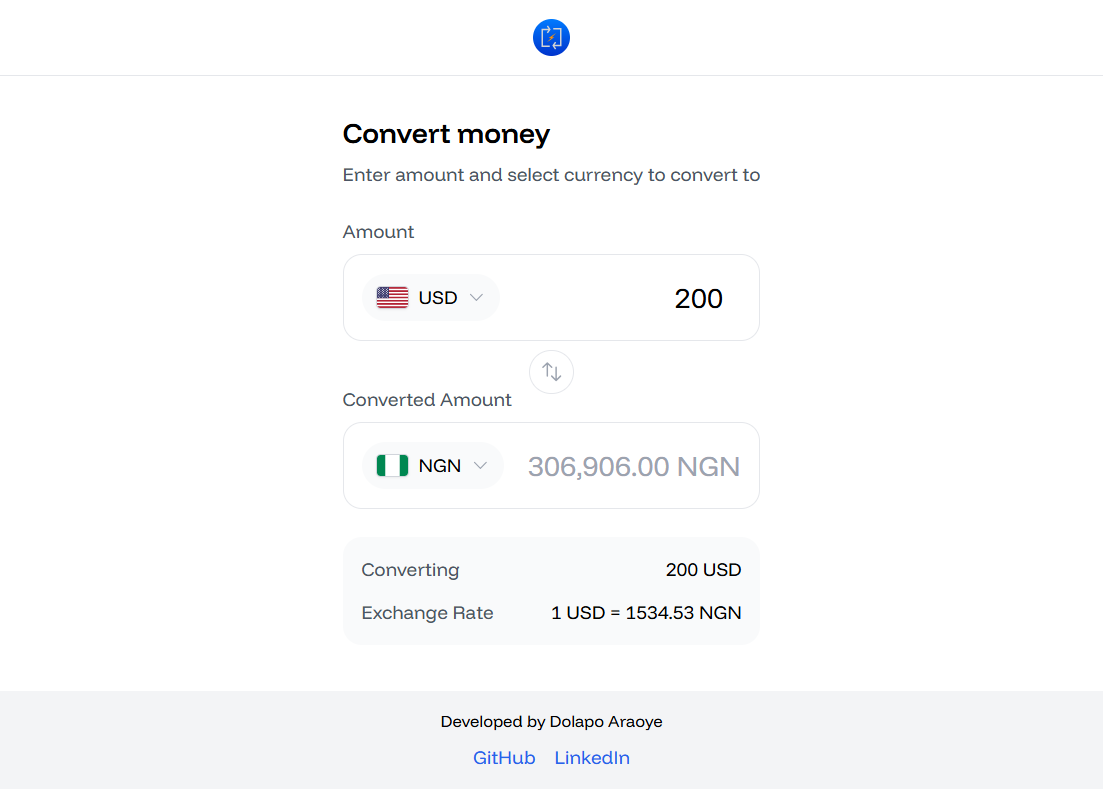 Convert money
Enter amount and select currency to convert to
Amount
USD 200
Converted Amount
NGN 306,906.00 NGN
Converting 200 USD
Exchange Rate 1 USD = 1534.53 NGN
Developed by Dolapo Araoye
GitHub LinkedIn